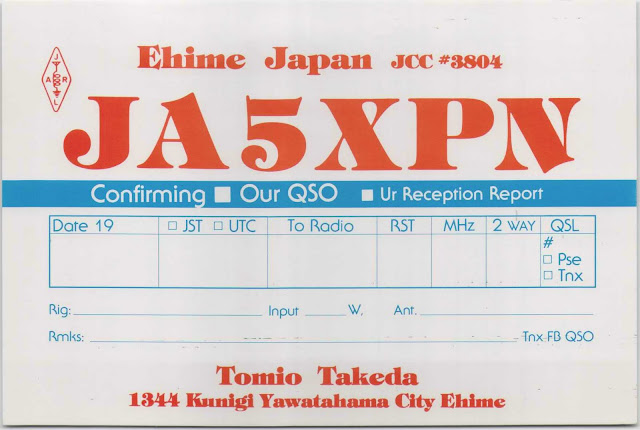 Ehime Japan JCC #3804
JARL
JA5XPN
Confirming Our QSO Ur Reception Report
Date 19 JST UTC To Radio RST MHz 2 WAY QSL
#
Pse
Tnx
Rig: Input W, Ant.
Rmks: Tnx FB QSO
Tomio Takeda
1344 Kunigi Yawatahama City Ehime